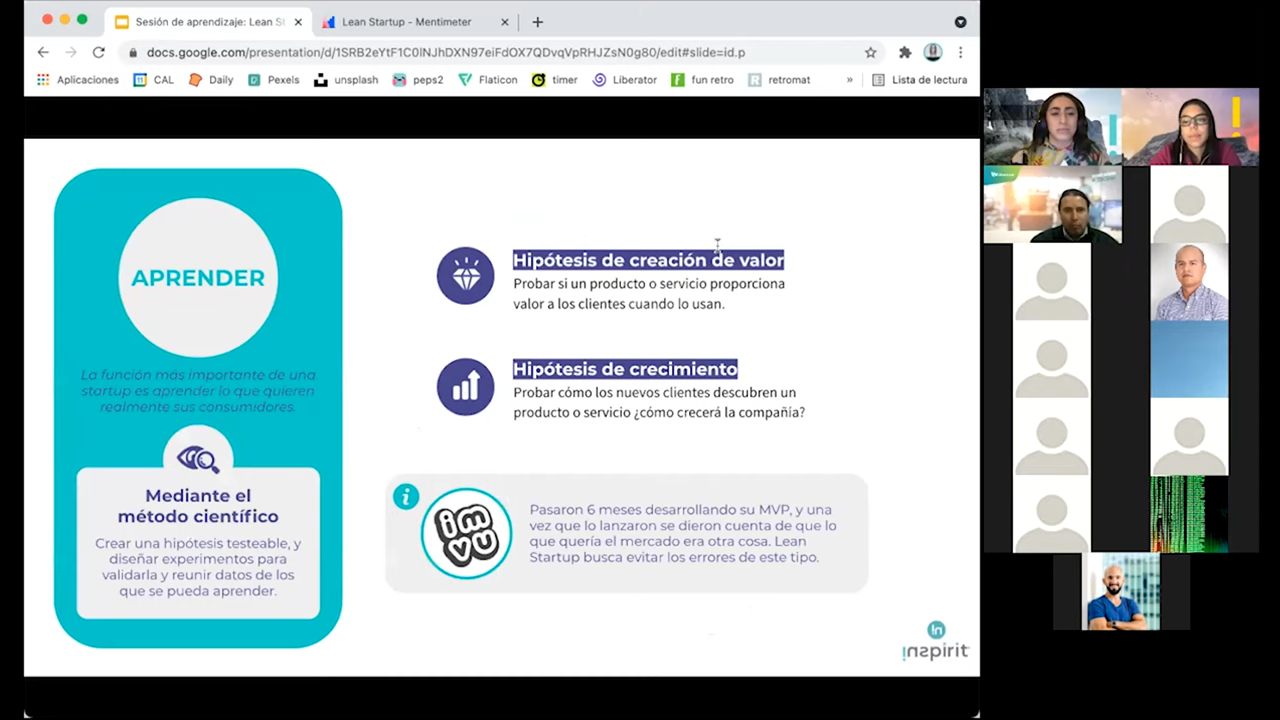 Sesión de aprendizaje: Lean St
Lean Startup - Mentimeter
docs.google.com/presentation/d/1SRB2eYtF1C0lNJhDXN97eiFdOX7QDvqVpRHJZsN0g80/edit#slide=id.p
Aplicaciones
CAL
Daily
Pexels
unsplash
peps2
Flaticon
timer
Liberator
fun retro
retromat
»
Lista de lectura
APRENDER
La función más importante de una
startup es aprender lo que quieren
realmente sus consumidores.
Mediante el
método científico
Crear una hipótesis testeable, y
diseñar experimentos para
validarla y reunir datos de los
que se pueda aprender.
Hipótesis de creación de valor
Probar si un producto o servicio proporciona
valor a los clientes cuando lo usan.
Hipótesis de crecimiento
Probar cómo los nuevos clientes descubren un
producto o servicio ¿cómo crecerá la compañía?
i
imvu
Pasaron 6 meses desarrollando su MVP, y una
vez que lo lanzaron se dieron cuenta de que lo
que quería el mercado era otra cosa. Lean
Startup busca evitar los errores de este tipo.
!n
inspirit